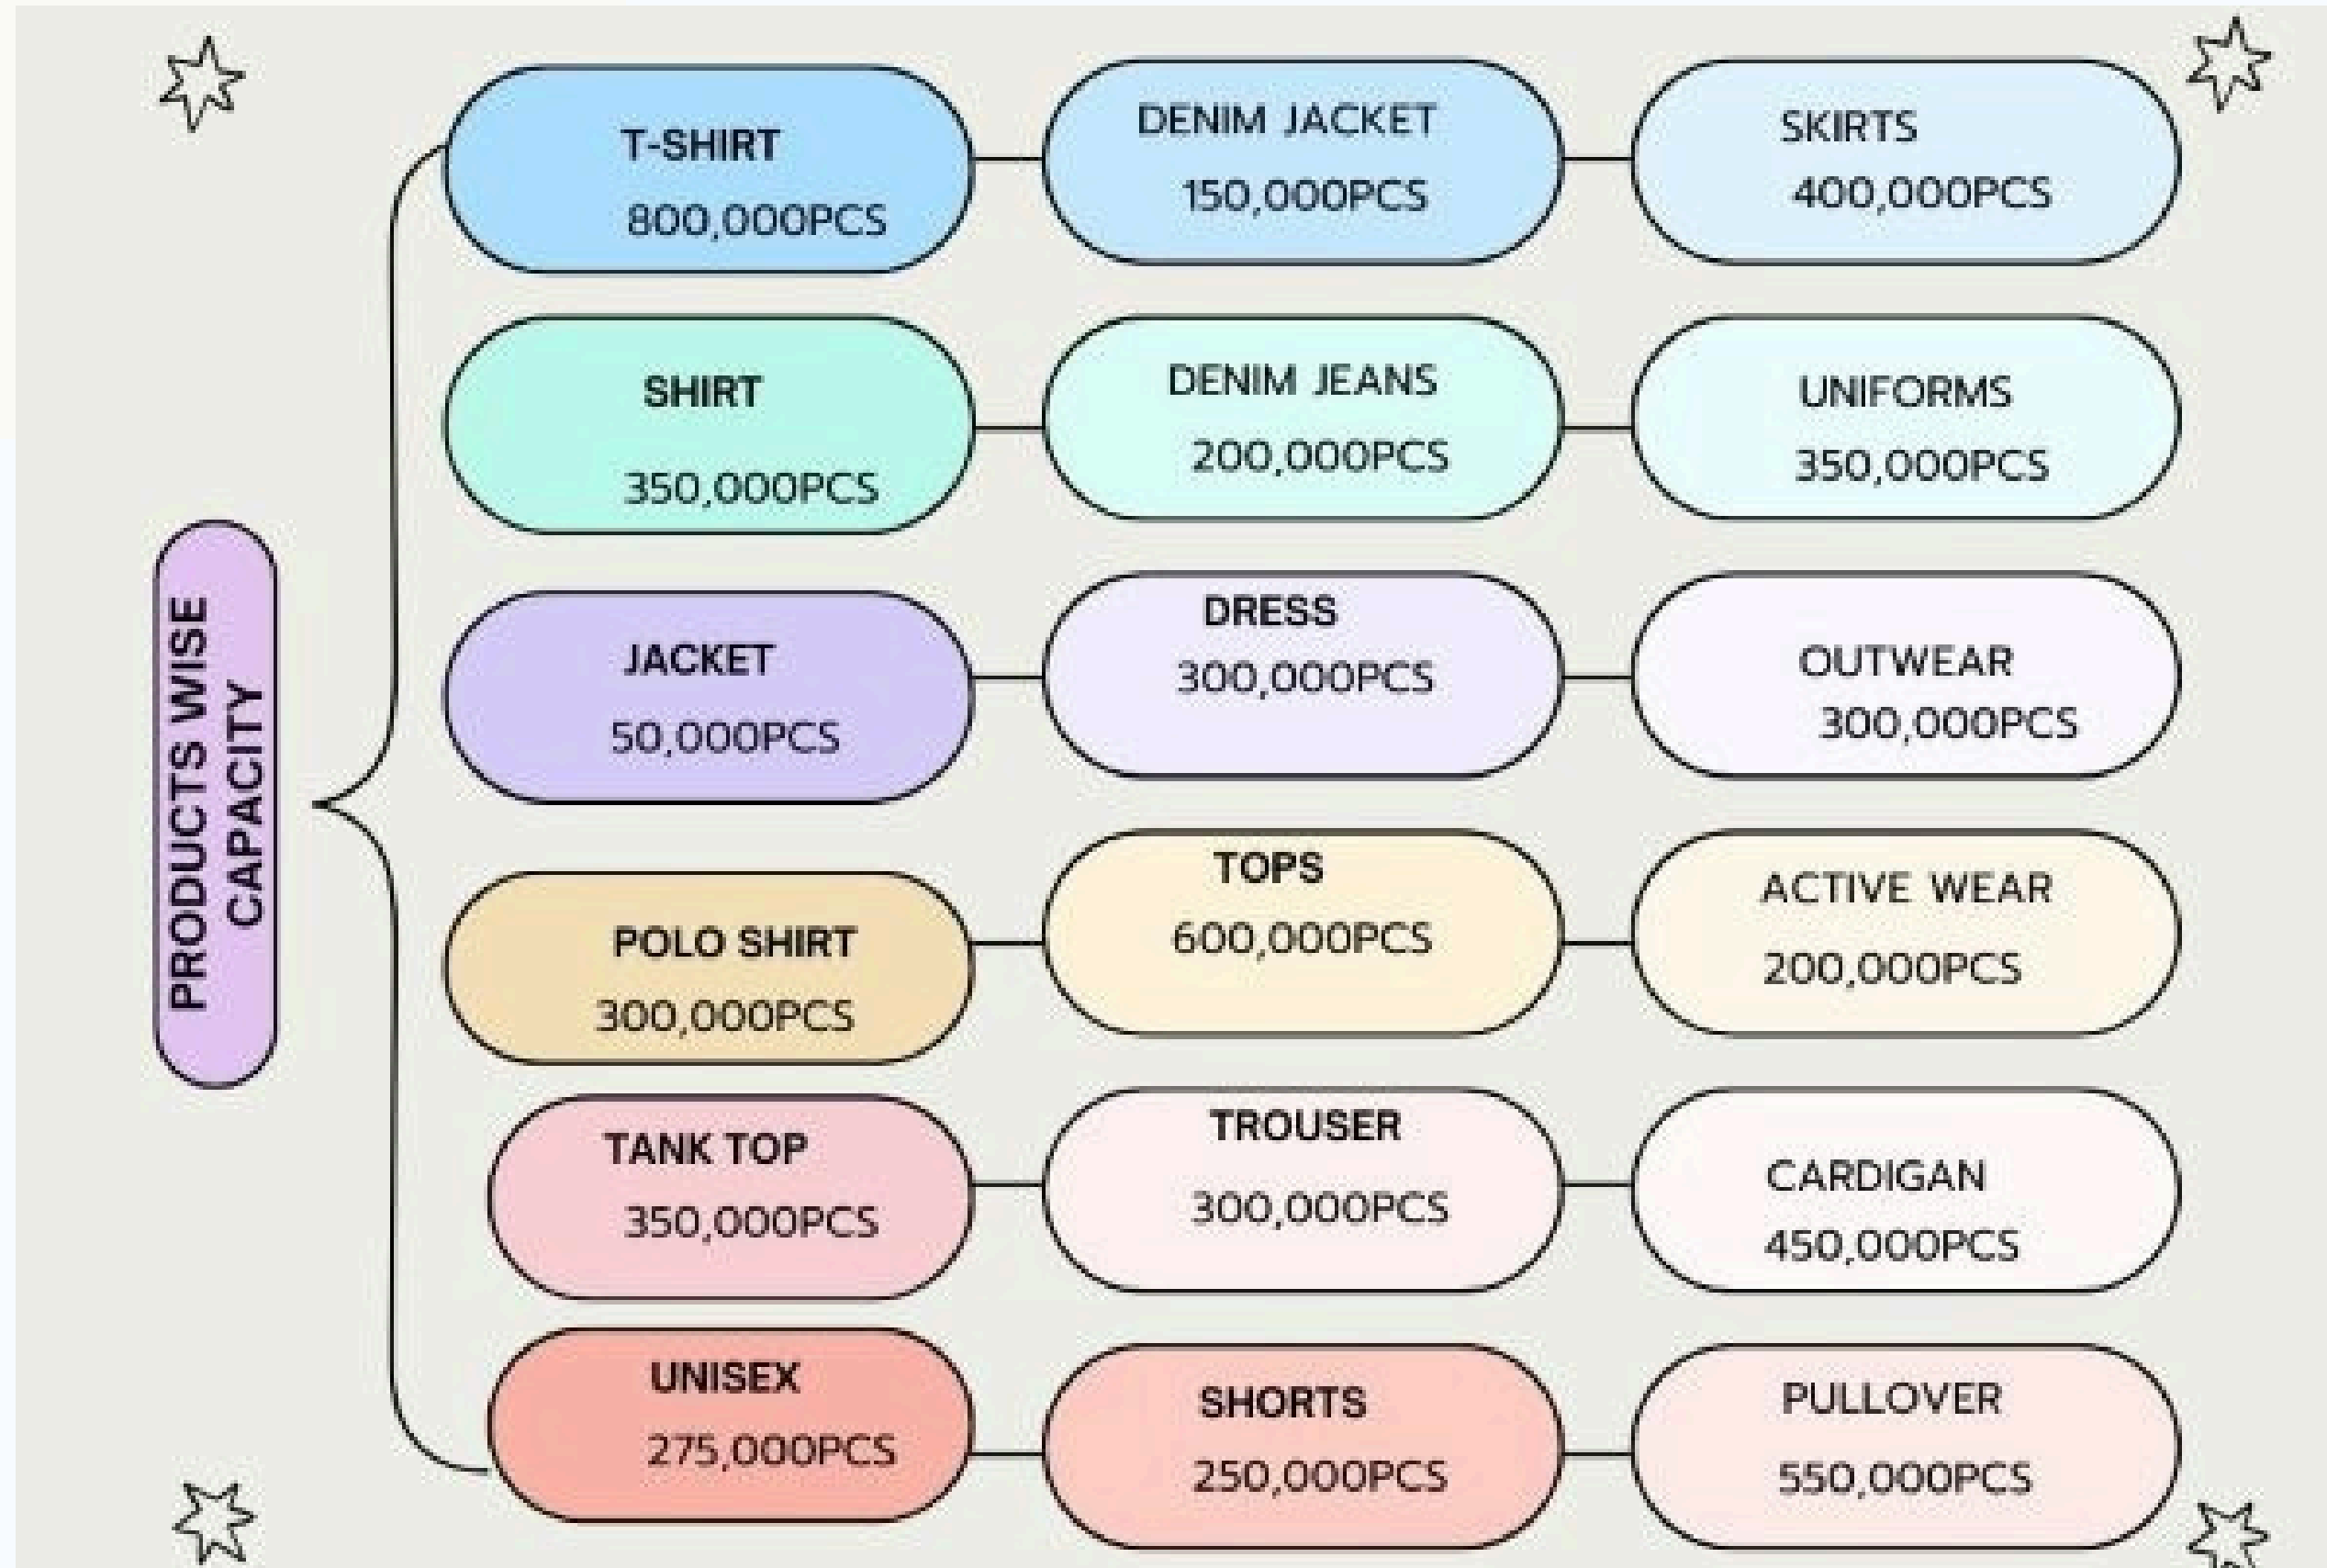 PRODUCTS WISE
CAPACITY
T-SHIRT
800,000PCS
DENIM JACKET
150,000PCS
SKIRTS
400,000PCS
SHIRT
350,000PCS
DENIM JEANS
200,000PCS
UNIFORMS
350,000PCS
JACKET
50,000PCS
DRESS
300,000PCS
OUTWEAR
300,000PCS
POLO SHIRT
300,000PCS
TOPS
600,000PCS
ACTIVE WEAR
200,000PCS
TANK TOP
350,000PCS
TROUSER
300,000PCS
CARDIGAN
450,000PCS
UNISEX
275,000PCS
SHORTS
250,000PCS
PULLOVER
550,000PCS